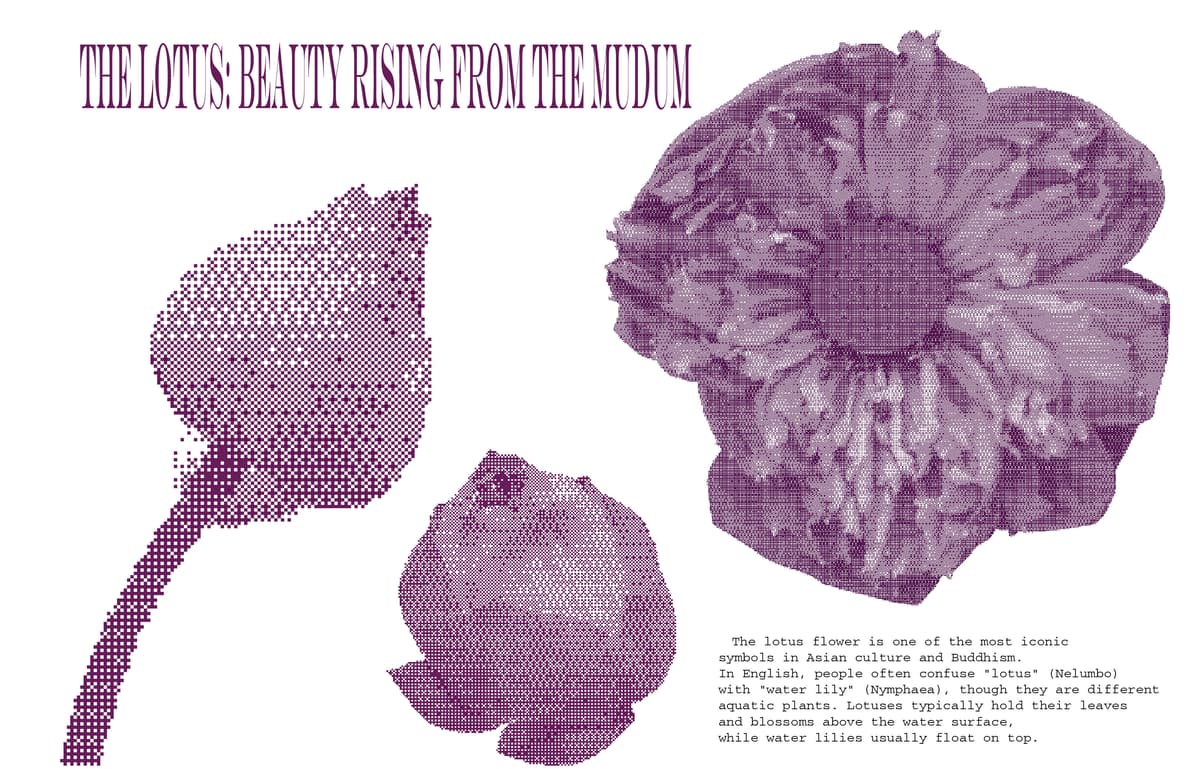 THE LOTUS: BEAUTY RISING FROM THE MUDUM
The lotus flower is one of the most iconic
symbols in Asian culture and Buddhism.
In English, people often confuse "lotus" (Nelumbo)
with "water lily" (Nymphaea), though they are different
aquatic plants. Lotuses typically hold their leaves
and blossoms above the water surface,
while water lilies usually float on top.